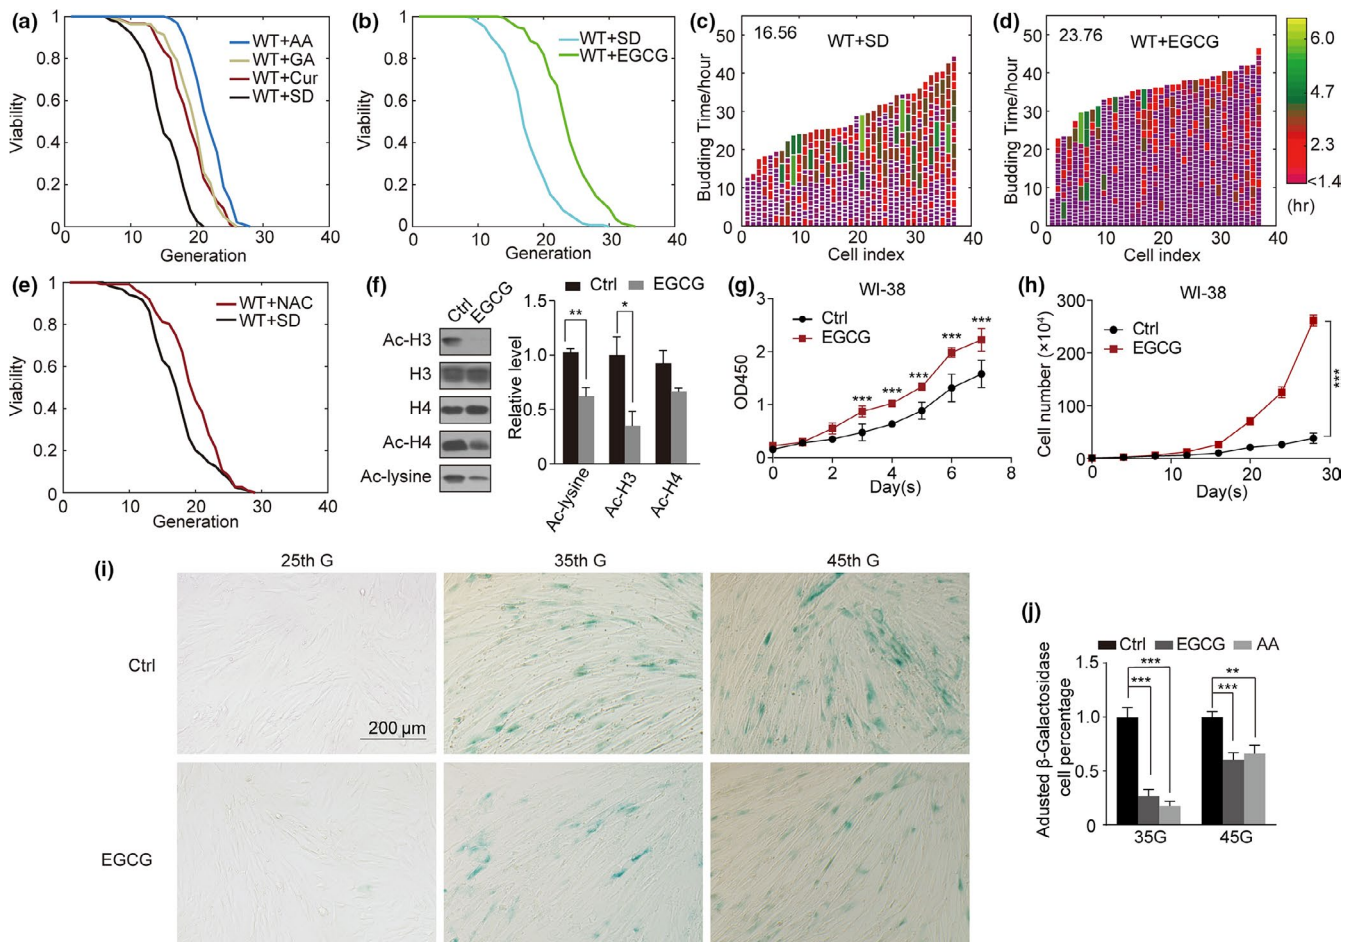 (a)
1
0.8
0.6
0.4
0.2
0
Viability
WT+AA
WT+GA
WT+Cur
WT+SD
0 10 20 30 40
Generation
(b)
1
0.8
0.6
0.4
0.2
0
Viability
WT+SD
WT+EGCG
0 10 20 30 40
Generation
(c)
50
40
30
20
10
0
Budding Time/hour
16.56
WT+SD
0 10 20 30 40
Cell index
(d)
50
40
30
20
10
0
Budding Time/hour
23.76
WT+EGCG
0 10 20 30 40
Cell index
6.0
4.7
2.3
<1.4
(hr)
(e)
1
0.8
0.6
0.4
0.2
0
Viability
WT+NAC
WT+SD
0 10 20 30 40
Generation
(f)
Ctrl
EGCG
Ac-H3
H3
H4
Ac-H4
Ac-lysine
Ctrl EGCG
1.5
1.0
0.5
0
Relative level
**
*
Ac-lysine
Ac-H3
Ac-H4
(g)
WI-38
3
2
1
0
OD450
Ctrl
EGCG
*** *** *** *** ***
0 2 4 6 8
Day(s)
(h)
WI-38
300
200
100
0
Cell number (×10⁴)
Ctrl
EGCG
***
0 10 20 30
Day(s)
(i)
25th G 35th G 45th G
Ctrl
200 µm
EGCG
(j)
Ctrl EGCG AA
1.5
1.0
0.5
0
Adusted β-Galactosidase
cell percentage
***
***
**
***
35G 45G